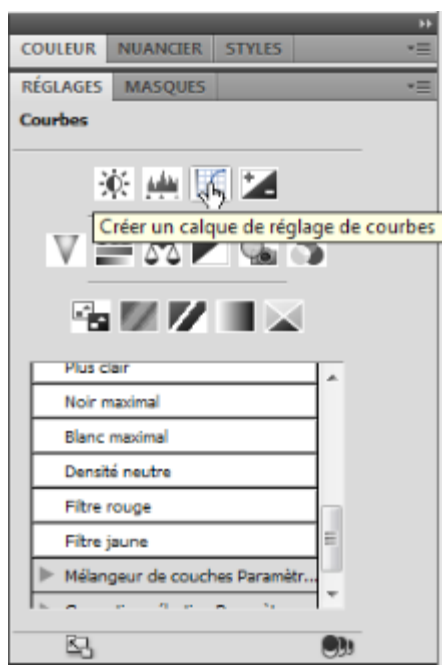 COULEUR NUANCIER STYLES
RÉGLAGES MASQUES
Courbes
Créer un calque de réglage de courbes
Plus clair
Noir maximal
Blanc maximal
Densité neutre
Filtre rouge
Filtre jaune
Mélangeur de couches Paramètr...